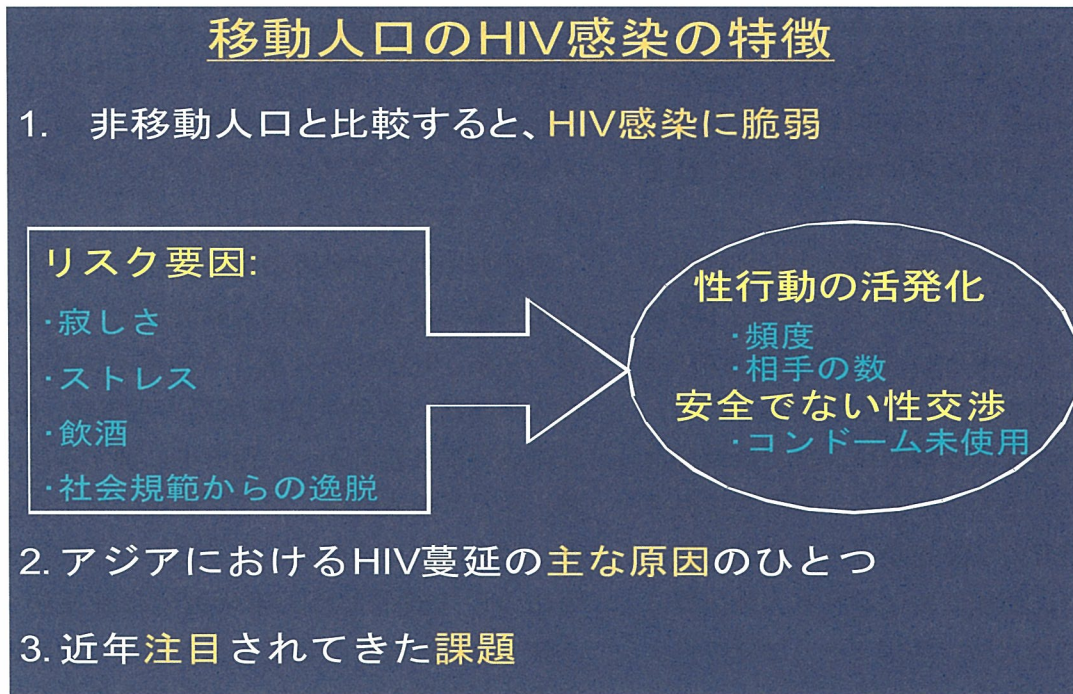 移動人口のHIV感染の特徴
1. 非移動人口と比較すると、HIV感染に脆弱
リスク要因:
・寂しさ
・ストレス
・飲酒
・社会規範からの逸脱
性行動の活発化
・頻度
・相手の数
安全でない性交渉
・コンドーム未使用
2. アジアにおけるHIV蔓延の主な原因のひとつ
3. 近年注目されてきた課題